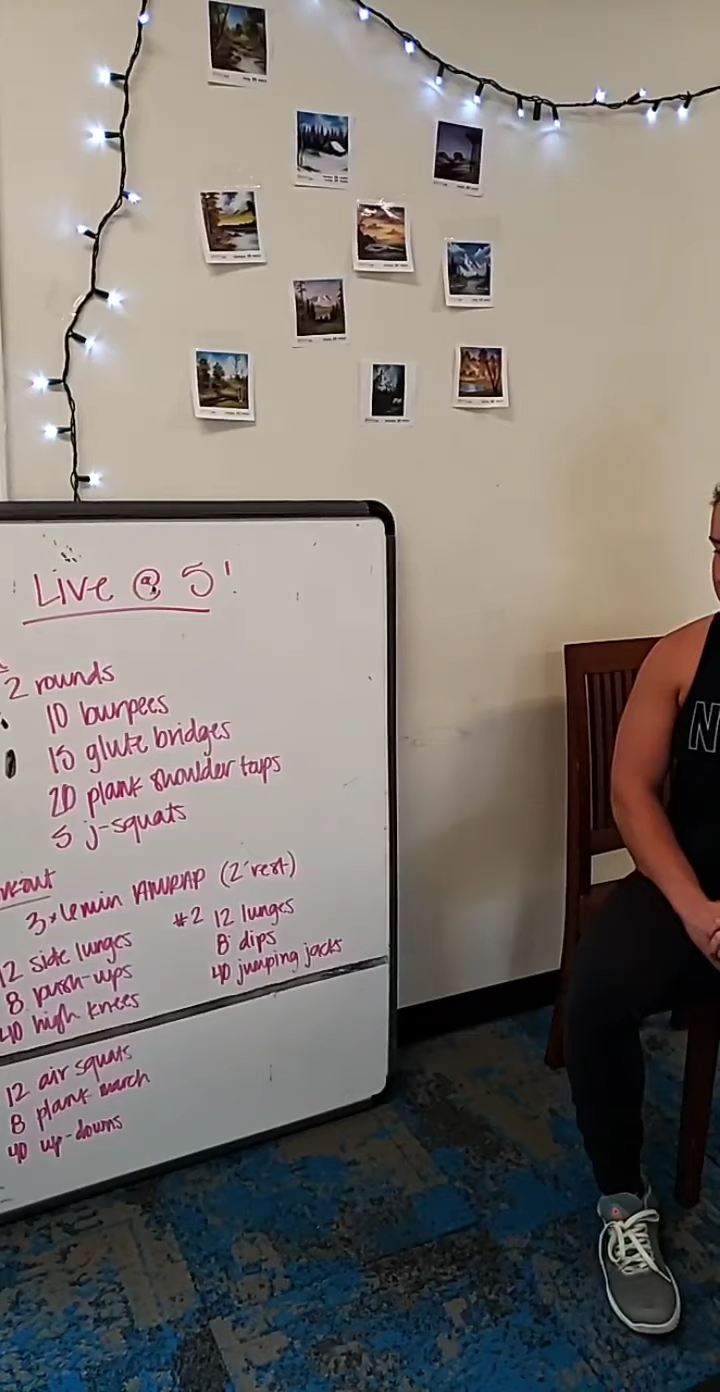 Live @ 5!
2 rounds
10 burpees
15 glute bridges
20 plank shoulder taps
5 j-squats
3x6min AMRAP (2' rest)
12 side lunges
8 push-ups
40 high knees
#2 12 lunges
8 dips
40 jumping jacks
12 air squats
8 plank march
40 up-downs
N